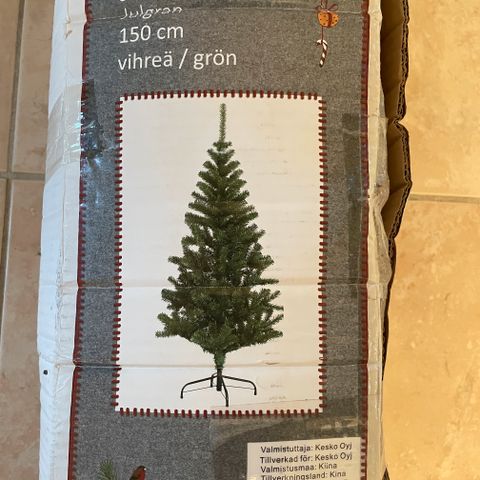 Julgran
150 cm
vihreä / grön
Valmistuttaja: Kesko Oyj
Tillverkad för: Kesko Oyj
Valmistusmaa: Kiina
Tillverkningsland: Kina